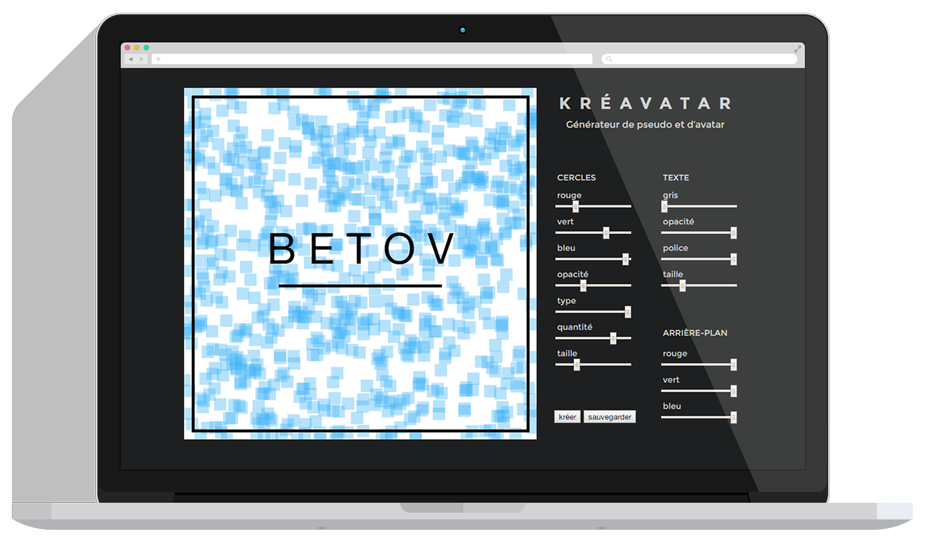 KRÉAVATAR
Générateur de pseudo et d'avatar
BETOV
CERCLES
rouge
vert
bleu
opacité
type
quantité
taille
kréer
sauvegarder
TEXTE
gris
opacité
police
taille
ARRIÈRE-PLAN
rouge
vert
bleu